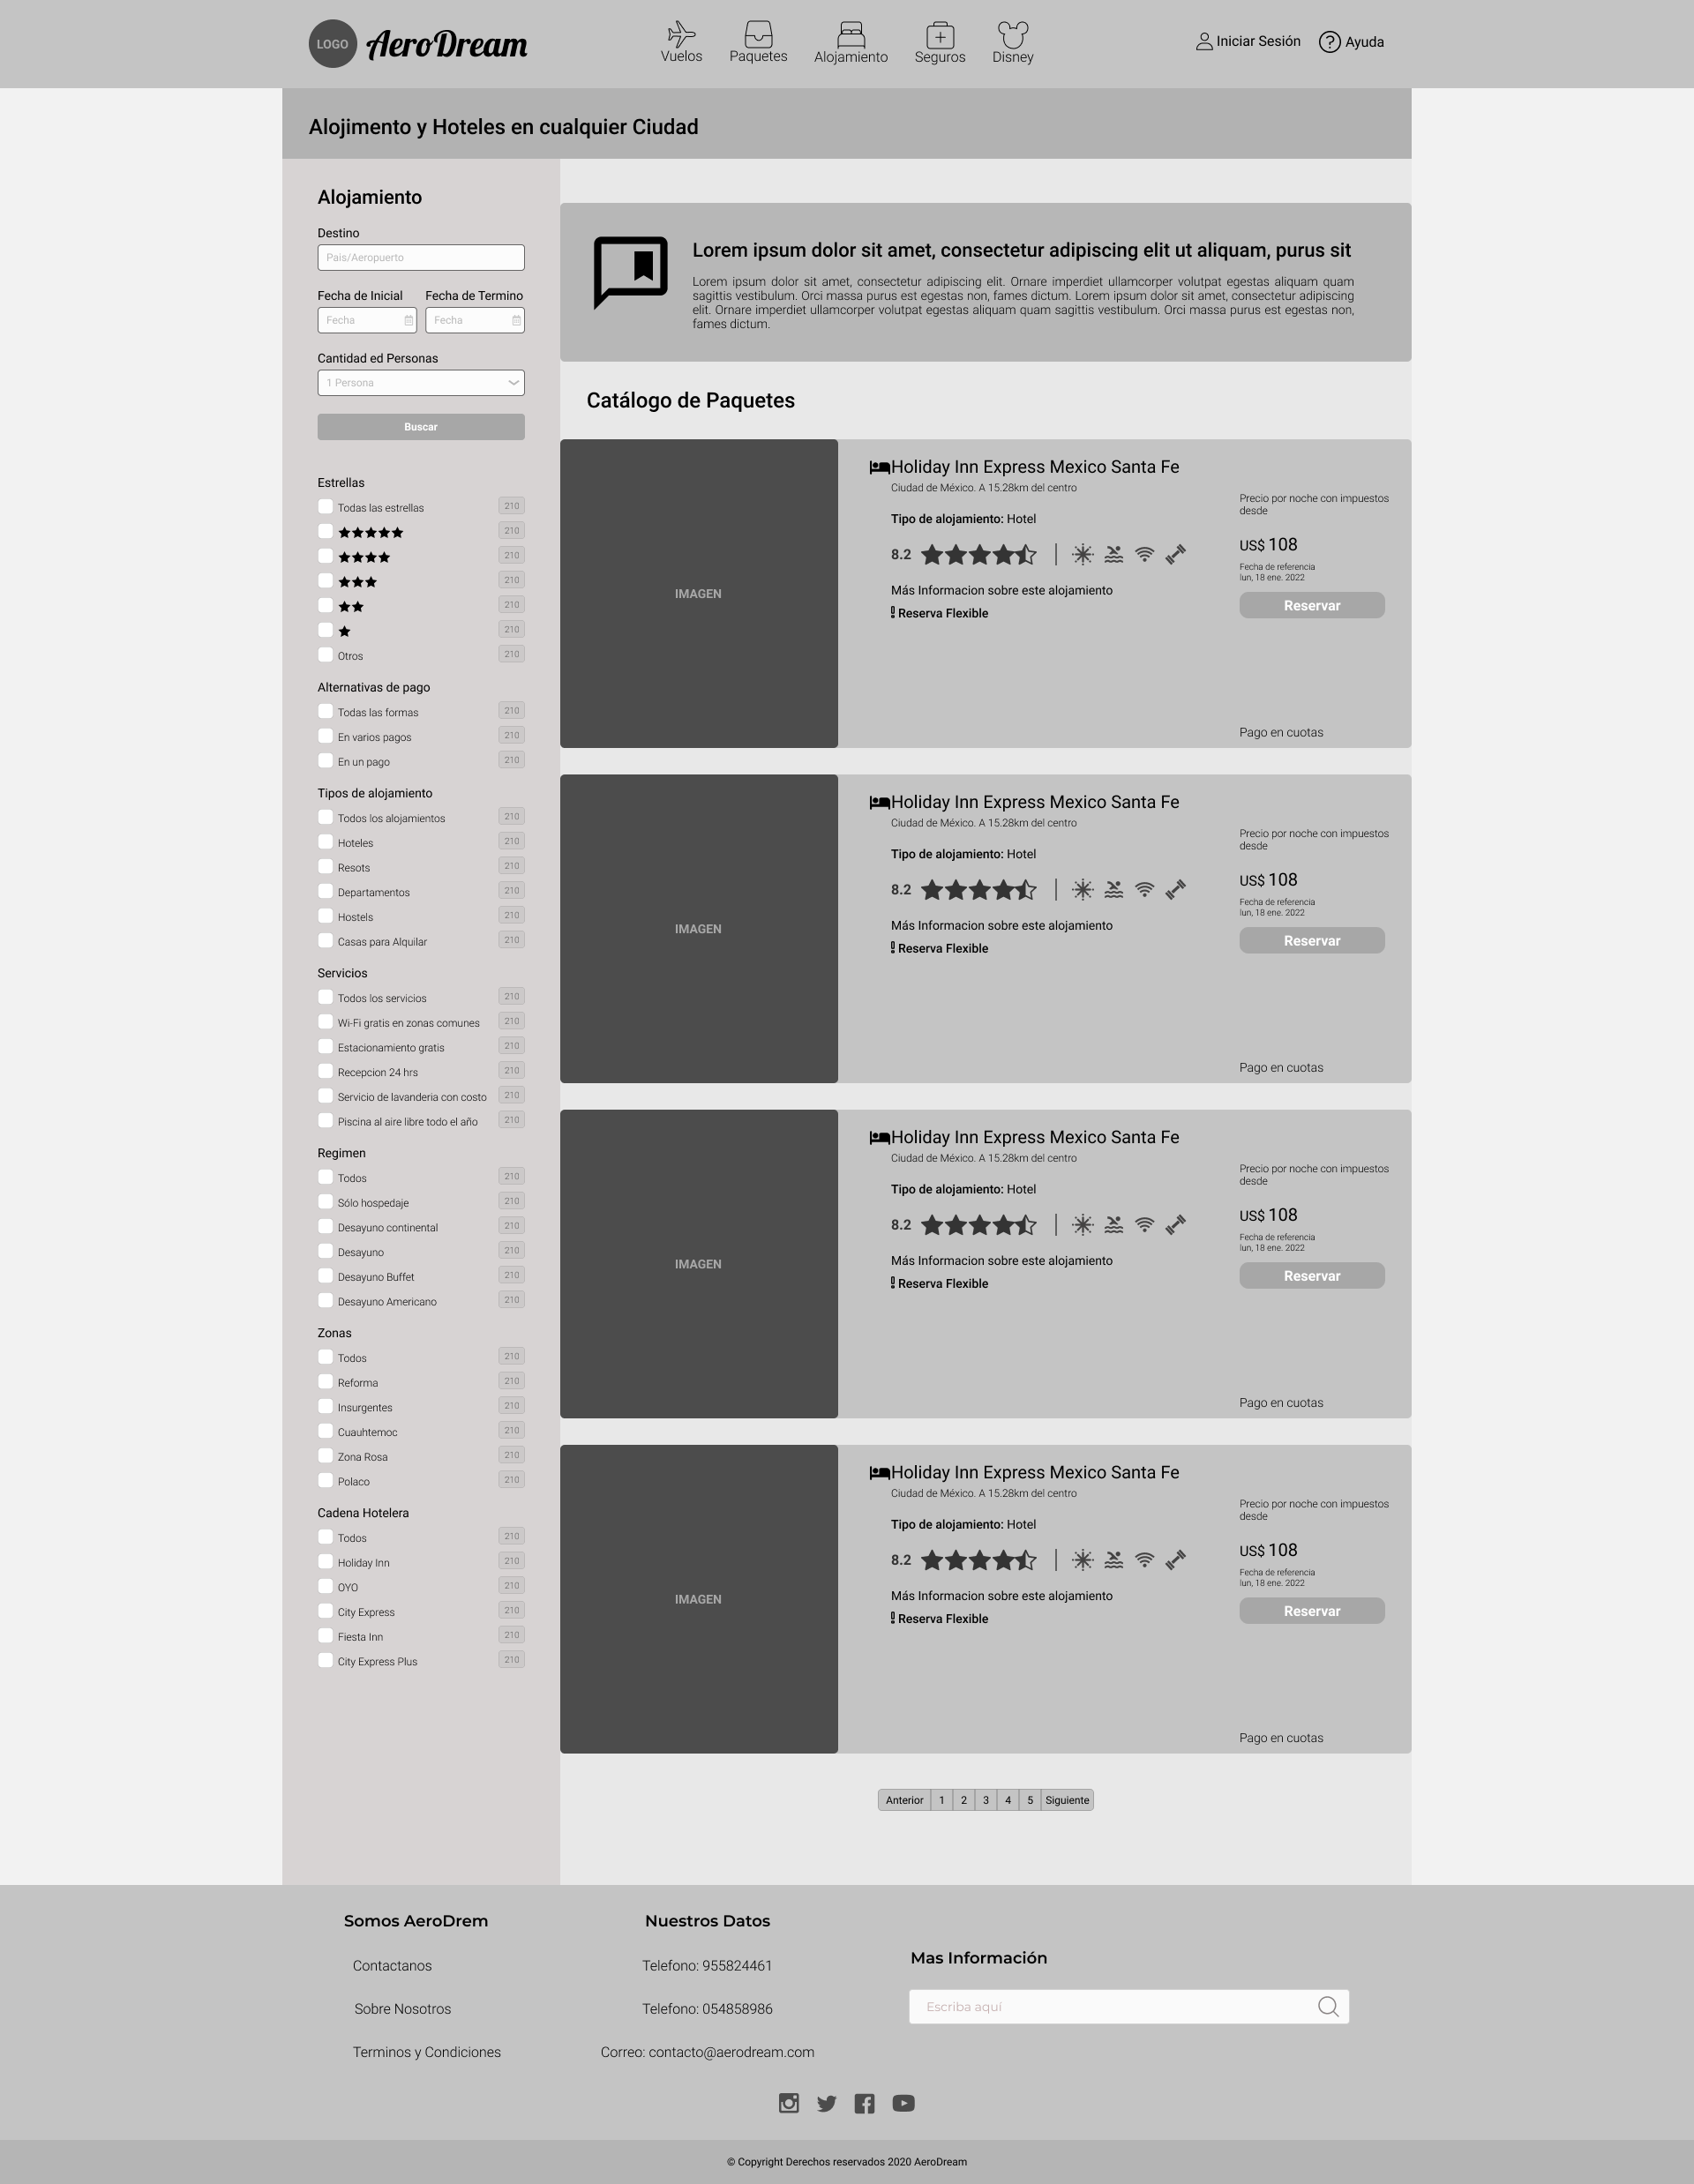 LOGO AeroDream
Vuelos Paquetes Alojamiento Seguros Disney
Iniciar Sesión Ayuda
Alojimento y Hoteles en cualquier Ciudad
Alojamiento
Destino
Pais/Aeropuerto
Fecha de Inicial Fecha de Termino
Fecha Fecha
Cantidad ed Personas
1 Persona
Buscar
Estrellas
Todas las estrellas 210
210
210
210
210
210
Otros 210
Alternativas de pago
Todas las formas 210
En varios pagos 210
En un pago 210
Tipos de alojamiento
Todos los alojamientos 210
Hoteles 210
Resots 210
Departamentos 210
Hostels 210
Casas para Alquilar 210
Servicios
Todos los servicios 210
Wi-Fi gratis en zonas comunes 210
Estacionamiento gratis 210
Recepcion 24 hrs 210
Servicio de lavanderia con costo 210
Piscina al aire libre todo el año 210
Regimen
Todos 210
Sólo hospedaje 210
Desayuno continental 210
Desayuno 210
Desayuno Buffet 210
Desayuno Americano 210
Zonas
Todos 210
Reforma 210
Insurgentes 210
Cuauhtemoc 210
Zona Rosa 210
Polaco 210
Cadena Hotelera
Todos 210
Holiday Inn 210
OYO 210
City Express 210
Fiesta Inn 210
City Express Plus 210
Lorem ipsum dolor sit amet, consectetur adipiscing elit ut aliquam, purus sit
Lorem ipsum dolor sit amet, consectetur adipiscing elit. Ornare imperdiet ullamcorper volutpat egestas aliquam quam
sagittis vestibulum. Orci massa purus est egestas non, fames dictum. Lorem ipsum dolor sit amet, consectetur adipiscing
elit. Ornare imperdiet ullamcorper volutpat egestas aliquam quam sagittis vestibulum. Orci massa purus est egestas non,
fames dictum.
Catálogo de Paquetes
IMAGEN
Holiday Inn Express Mexico Santa Fe
Ciudad de México. A 15.28km del centro
Tipo de alojamiento: Hotel
8.2
Más Informacion sobre este alojamiento
Reserva Flexible
Precio por noche con impuestos
desde
US$ 108
Fecha de referencia
lun, 18 ene. 2022
Reservar
Pago en cuotas
IMAGEN
Holiday Inn Express Mexico Santa Fe
Ciudad de México. A 15.28km del centro
Tipo de alojamiento: Hotel
8.2
Más Informacion sobre este alojamiento
Reserva Flexible
Precio por noche con impuestos
desde
US$ 108
Fecha de referencia
lun, 18 ene. 2022
Reservar
Pago en cuotas
IMAGEN
Holiday Inn Express Mexico Santa Fe
Ciudad de México. A 15.28km del centro
Tipo de alojamiento: Hotel
8.2
Más Informacion sobre este alojamiento
Reserva Flexible
Precio por noche con impuestos
desde
US$ 108
Fecha de referencia
lun, 18 ene. 2022
Reservar
Pago en cuotas
IMAGEN
Holiday Inn Express Mexico Santa Fe
Ciudad de México. A 15.28km del centro
Tipo de alojamiento: Hotel
8.2
Más Informacion sobre este alojamiento
Reserva Flexible
Precio por noche con impuestos
desde
US$ 108
Fecha de referencia
lun, 18 ene. 2022
Reservar
Pago en cuotas
Anterior 1 2 3 4 5 Siguiente
Somos AeroDrem
Contactanos
Sobre Nosotros
Terminos y Condiciones
Nuestros Datos
Telefono: 955824461
Telefono: 054858986
Correo: contacto@aerodream.com
Mas Información
Escriba aquí
© Copyright Derechos reservados 2020 AeroDream